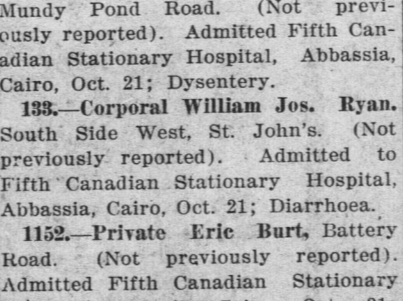 Mundy Pond Road. (Not previ-
ously reported). Admitted Fifth Can-
adian Stationary Hospital, Abbassia,
Cairo, Oct. 21; Dysentery.
133.—Corporal William Jos. Ryan.
South Side West, St. John's. (Not
previously reported). Admitted to
Fifth Canadian Stationary Hospital,
Abbassia, Cairo, Oct. 21; Diarrhoea.
1152.—Private Eric Burt, Battery
Road. (Not previously reported).
Admitted Fifth Canadian Stationary